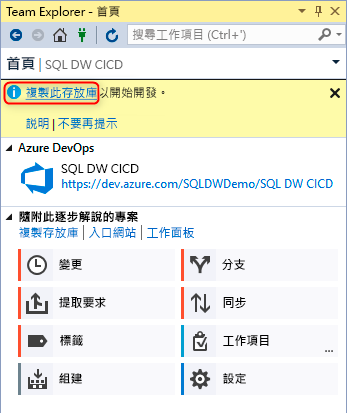 Team Explorer - 首頁
搜尋工作項目 (Ctrl+')
首頁 | SQL DW CICD
複製此存放庫以開始開發。
說明 | 不要再提示
Azure DevOps
SQL DW CICD
https://dev.azure.com/SQLDWDemo/SQL DW CICD
隨附此逐步解說的專案
複製存放庫 | 入口網站 | 工作面板
變更
分支
提取要求
同步
標籤
工作項目
...
組建
設定